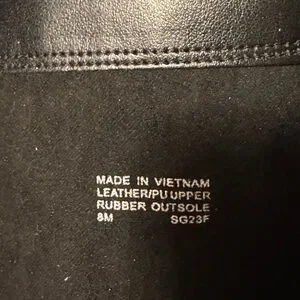 MADE IN VIETNAM
LEATHER/PU UPPER
RUBBER OUTSOLE
8M SG23F